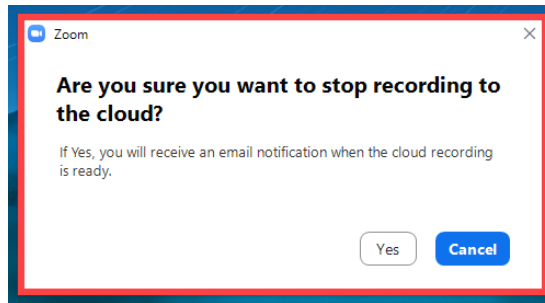 Zoom
Are you sure you want to stop recording to
the cloud?
If Yes, you will receive an email notification when the cloud recording
is ready.
Yes
Cancel